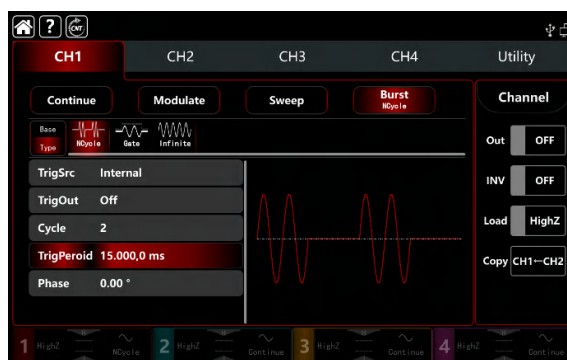 ? CNT
CH1 CH2 CH3 CH4 Utility
Continue Modulate Sweep Burst
NCycle
Channel
Base
Type
NCycle Gate Infinite
Out OFF
TrigSrc Internal
INV OFF
TrigOut Off
Cycle 2
Load HighZ
TrigPeroid 15.000,0 ms
Copy CH1←CH2
Phase 0.00 °
1 HighZ NCycle 2 HighZ Continue 3 HighZ Continue 4 HighZ Continue